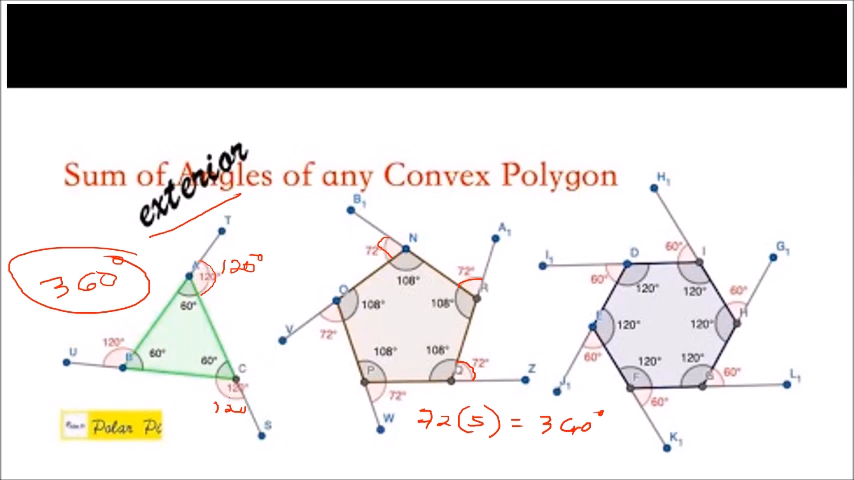 Sum of Angles of any Convex Polygon
exterior
360°
T
A
120°
120°
60°
120°
60°
60°
U
B
C
120°
120
S
B₁
N
A₁
72°
108°
72°
O
108°
108°
R
V
72°
108°
108°
P
Q
72°
Z
72°
W
72(5) = 360°
H₁
I₁
D
60°
I
G₁
60°
120°
120°
60°
E
120°
120°
H
60°
120°
120°
J₁
F
G
60°
L₁
60°
K₁
Polar Pi